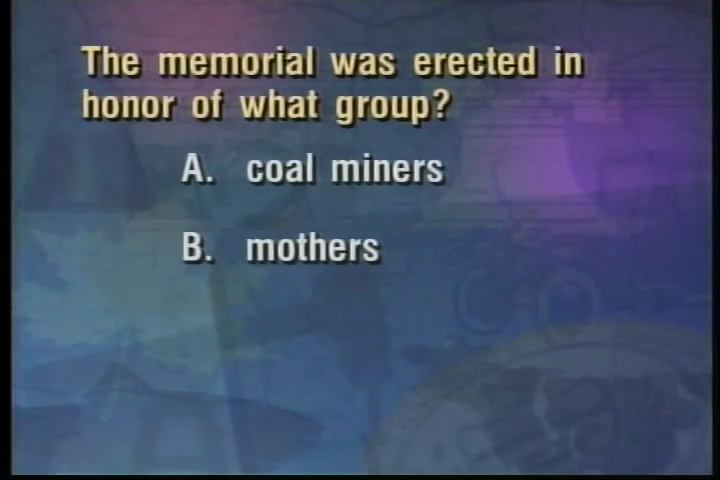 The memorial was erected in
honor of what group?
A. coal miners
B. mothers